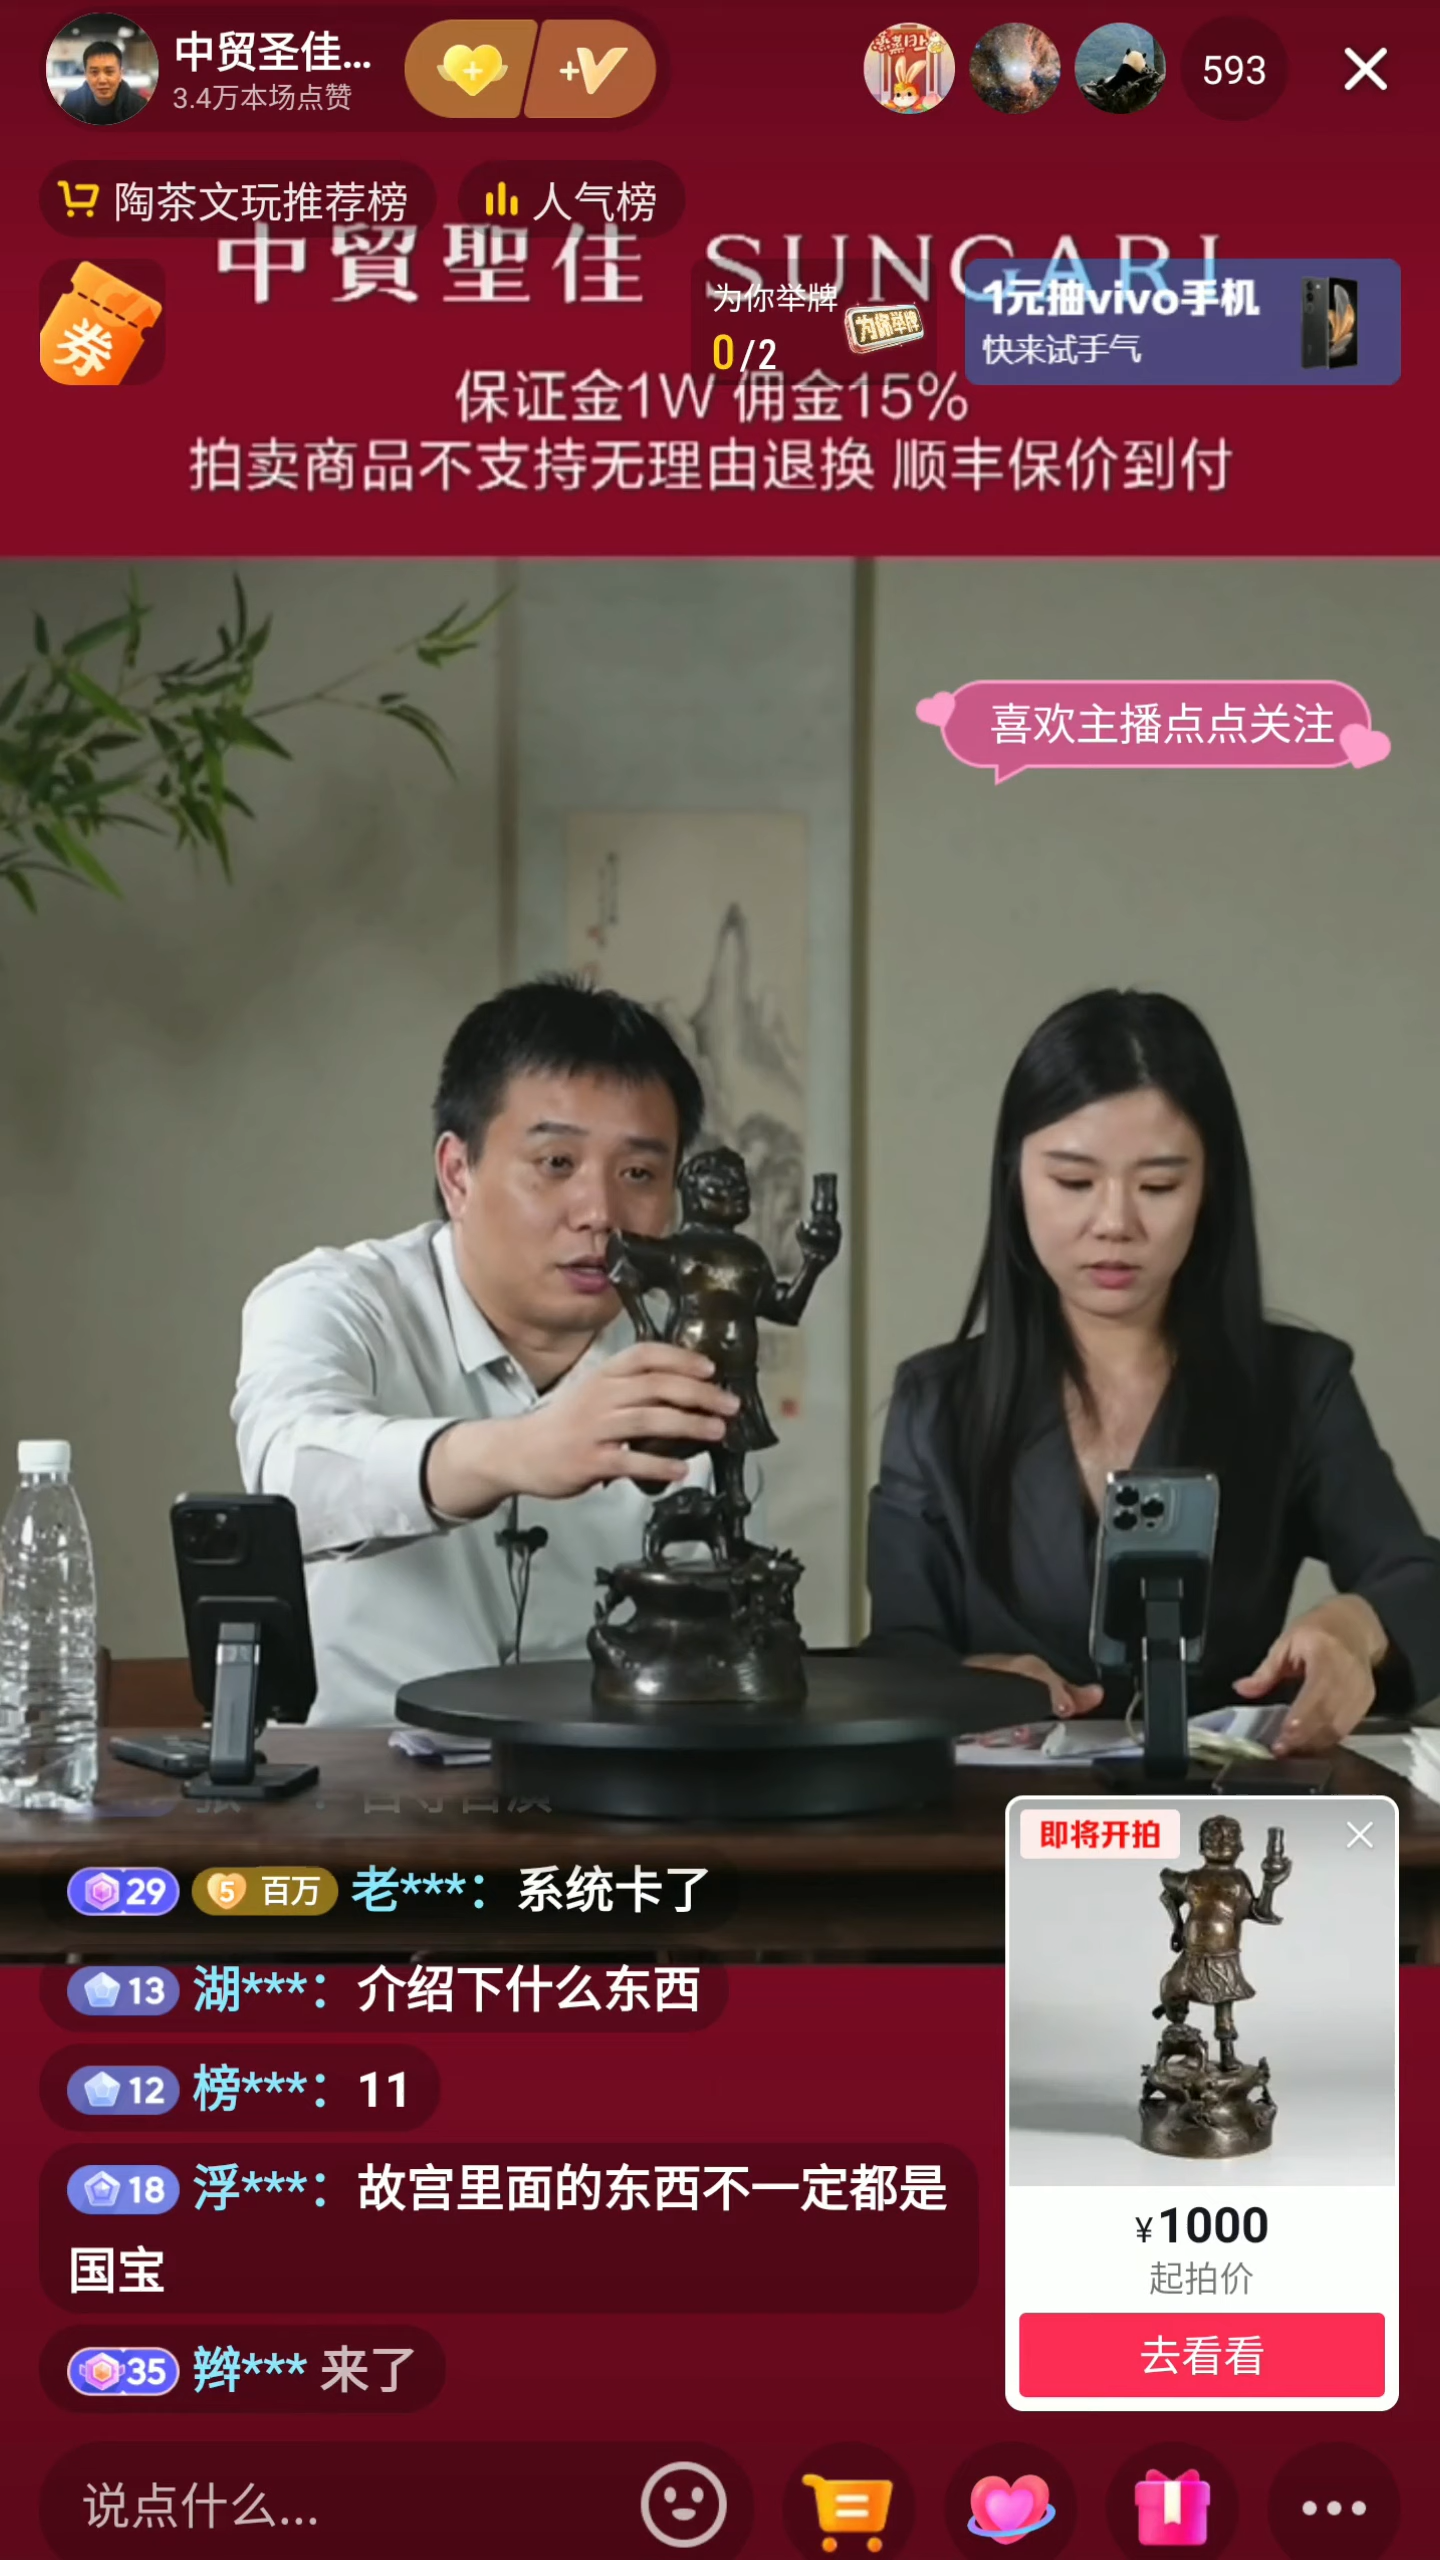 中贸圣佳...
3.4万本场点赞
593
陶茶文玩推荐榜
人气榜
中貿聖佳 SUNGARI
券
为你举牌
0/2
为你举牌
1元抽vivo手机
快来试手气
保证金1W 佣金15%
拍卖商品不支持无理由退换 顺丰保价到付
喜欢主播点点关注
29 5 百万 老***：系统卡了
13 湖***：介绍下什么东西
12 榜***：11
18 浮***：故宫里面的东西不一定都是
国宝
35 辫*** 来了
即将开拍
¥1000
起拍价
去看看
说点什么...